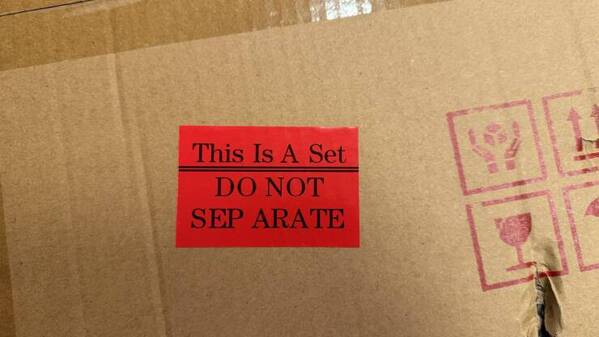 This Is A Set
DO NOT
SEP ARATE